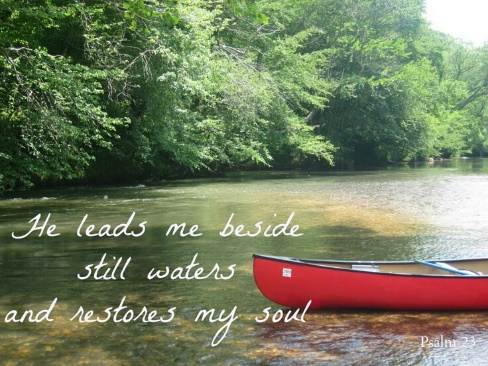 He leads me beside
still waters
and restores my soul
Psalm 23